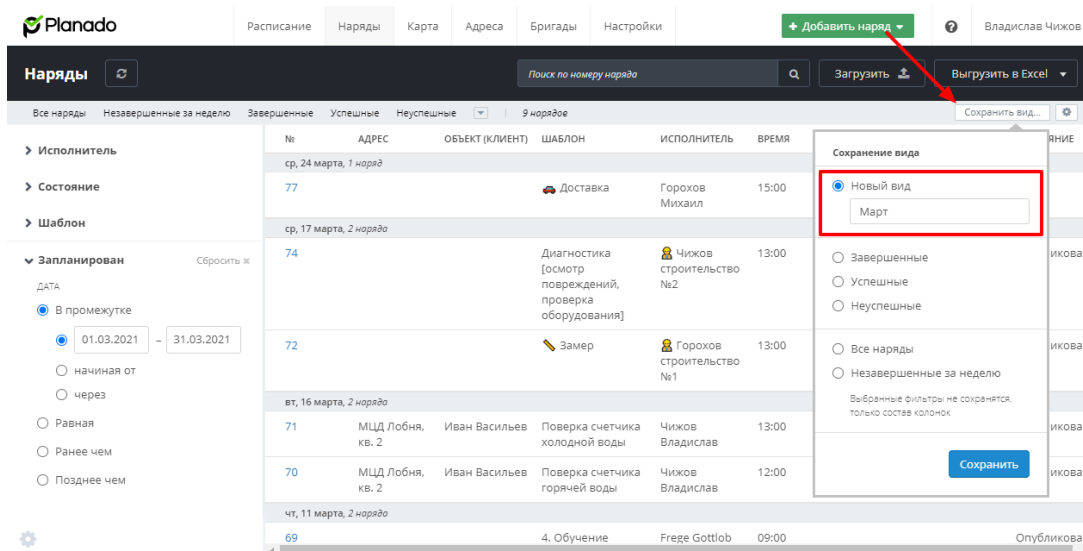 Planado
Расписание Наряды Карта Адреса Бригады Настройки + Добавить наряд Владислав Чижов
Наряды Поиск по номеру наряда Загрузить Выгрузить в Excel
Все наряды Незавершенные за неделю Завершенные Успешные Неуспешные 9 нарядов Сохранить вид...
№ АДРЕС ОБЪЕКТ (КЛИЕНТ) ШАБЛОН ИСПОЛНИТЕЛЬ ВРЕМЯ ЯНИЕ
Исполнитель
Состояние
Шаблон
Запланирован Сбросить ×
ДАТА
В промежутке
01.03.2021 – 31.03.2021
начиная от
через
Равная
Ранее чем
Позднее чем
ср, 24 марта, 1 наряд
77 Доставка Горохов 15:00
Михаил
ср, 17 марта, 2 наряда
74 Диагностика Чижов 13:00 икова
[осмотр строительство
повреждений, №2
проверка
оборудования]
72 Замер Горохов 13:00 икова
строительство
№1
вт, 16 марта, 2 наряда
71 МЦД Лобня, Иван Васильев Поверка счетчика Чижов 13:00 икова
кв. 2 холодной воды Владислав
70 МЦД Лобня, Иван Васильев Поверка счетчика Чижов 12:00 икова
кв. 2 горячей воды Владислав
чт, 11 марта, 2 наряда
69 4. Обучение Frege Gottlob 09:00 Опубликова
Сохранение вида
Новый вид
Март
Завершенные
Успешные
Неуспешные
Все наряды
Незавершенные за неделю
Выбранные фильтры не сохранятся,
только состав колонок
Сохранить